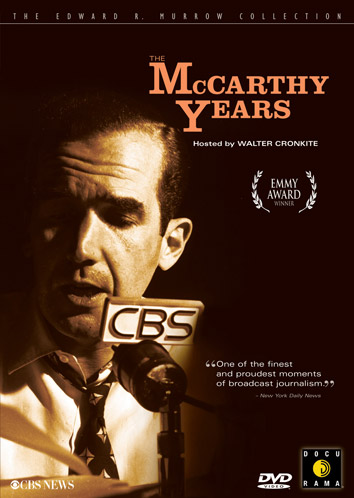 THE EDWARD R. MURROW COLLECTION
THE
McCARTHY
YEARS
Hosted by WALTER CRONKITE
EMMY
AWARD
WINNER
CBS
“One of the finest
and proudest moments
of broadcast journalism.”
– New York Daily News
CBS NEWS
DVD
VIDEO
DOCU
RAMA